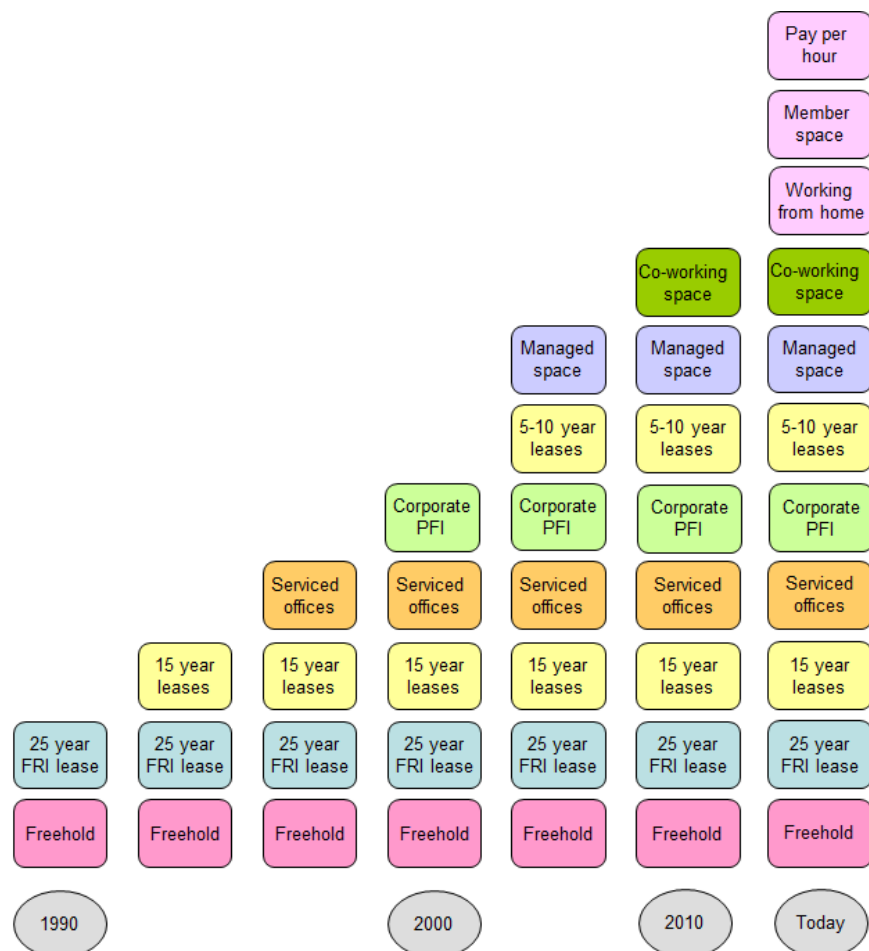 Pay per
hour
Member
space
Working
from home
Co-working
space
Co-working
space
Managed
space
Managed
space
Managed
space
5-10 year
leases
5-10 year
leases
5-10 year
leases
Corporate
PFI
Corporate
PFI
Corporate
PFI
Corporate
PFI
Serviced
offices
Serviced
offices
Serviced
offices
Serviced
offices
Serviced
offices
15 year
leases
15 year
leases
15 year
leases
15 year
leases
15 year
leases
15 year
leases
25 year
FRI lease
25 year
FRI lease
25 year
FRI lease
25 year
FRI lease
25 year
FRI lease
25 year
FRI lease
25 year
FRI lease
Freehold
Freehold
Freehold
Freehold
Freehold
Freehold
Freehold
1990
2000
2010
Today